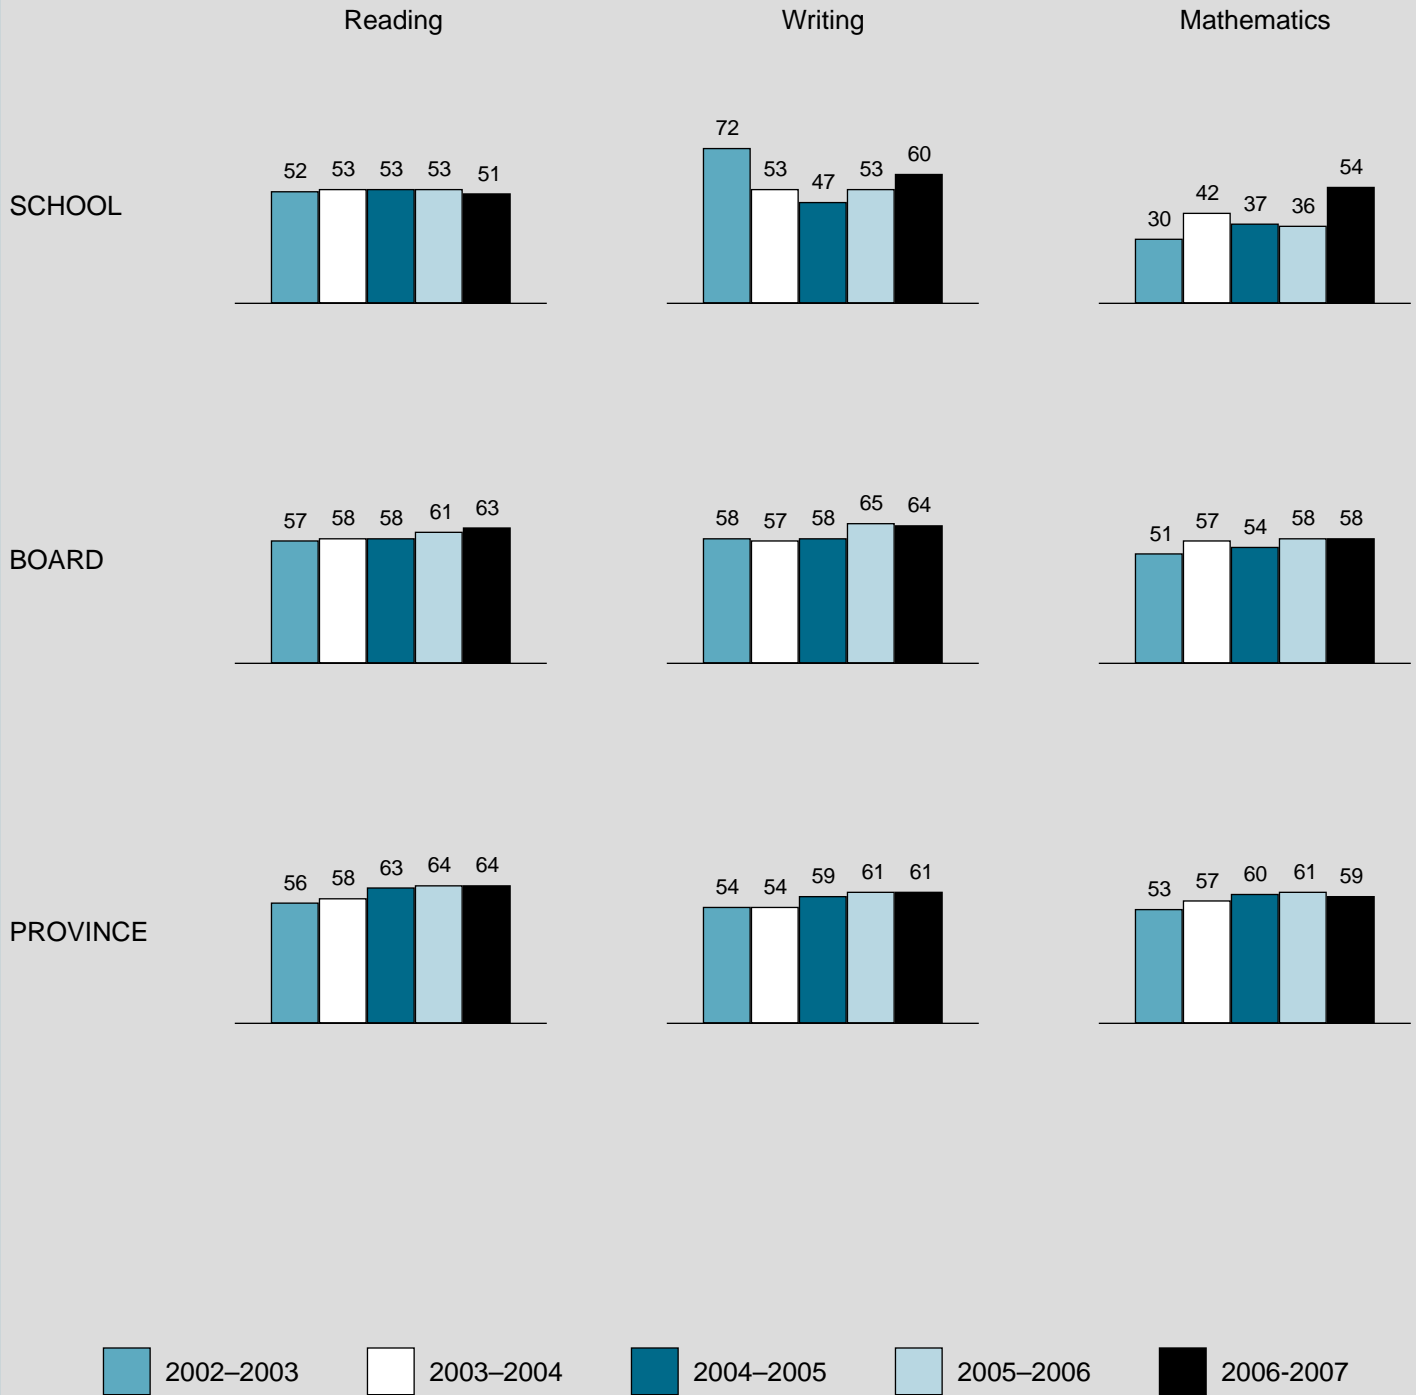 Reading Writing Mathematics
SCHOOL
52 53 53 53 51
72 53 47 53 60
30 42 37 36 54
BOARD
57 58 58 61 63
58 57 58 65 64
51 57 54 58 58
PROVINCE
56 58 63 64 64
54 54 59 61 61
53 57 60 61 59
2002–2003 2003–2004 2004–2005 2005–2006 2006-2007